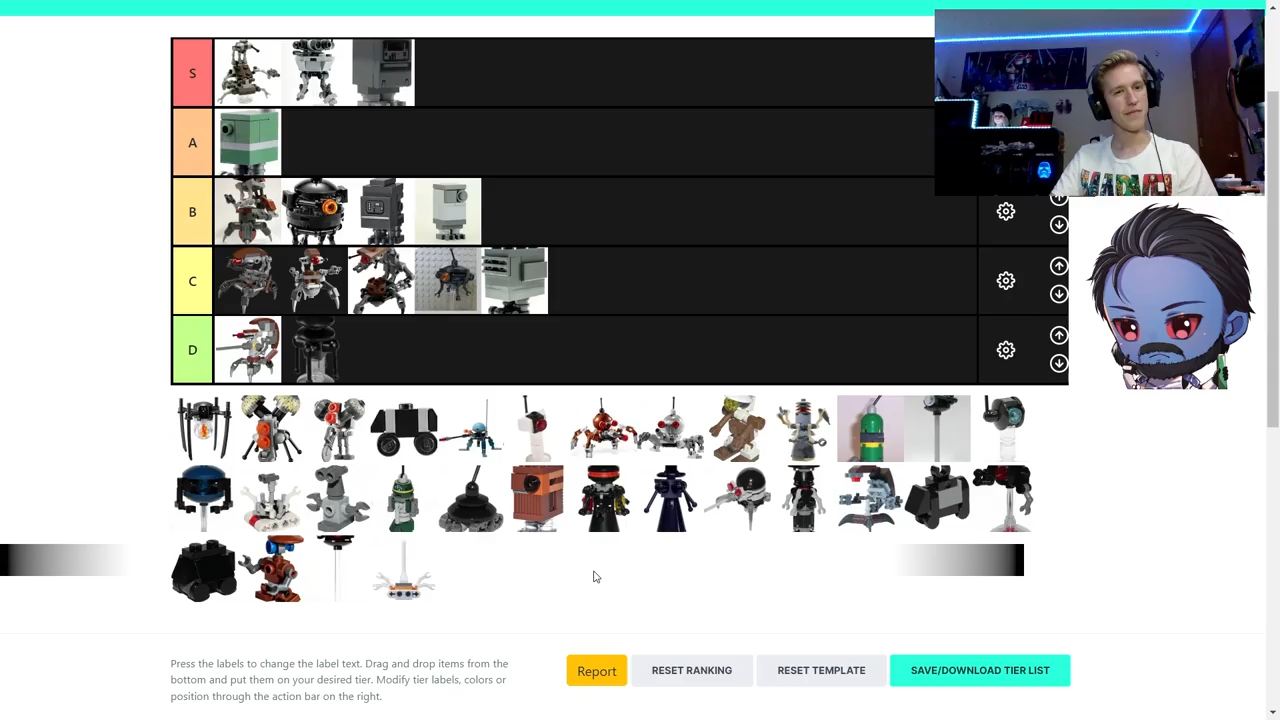 S
A
B
C
D
Press the labels to change the label text. Drag and drop items from the
bottom and put them on your desired tier. Modify tier labels, colors or
position through the action bar on the right.
Report
RESET RANKING
RESET TEMPLATE
SAVE/DOWNLOAD TIER LIST